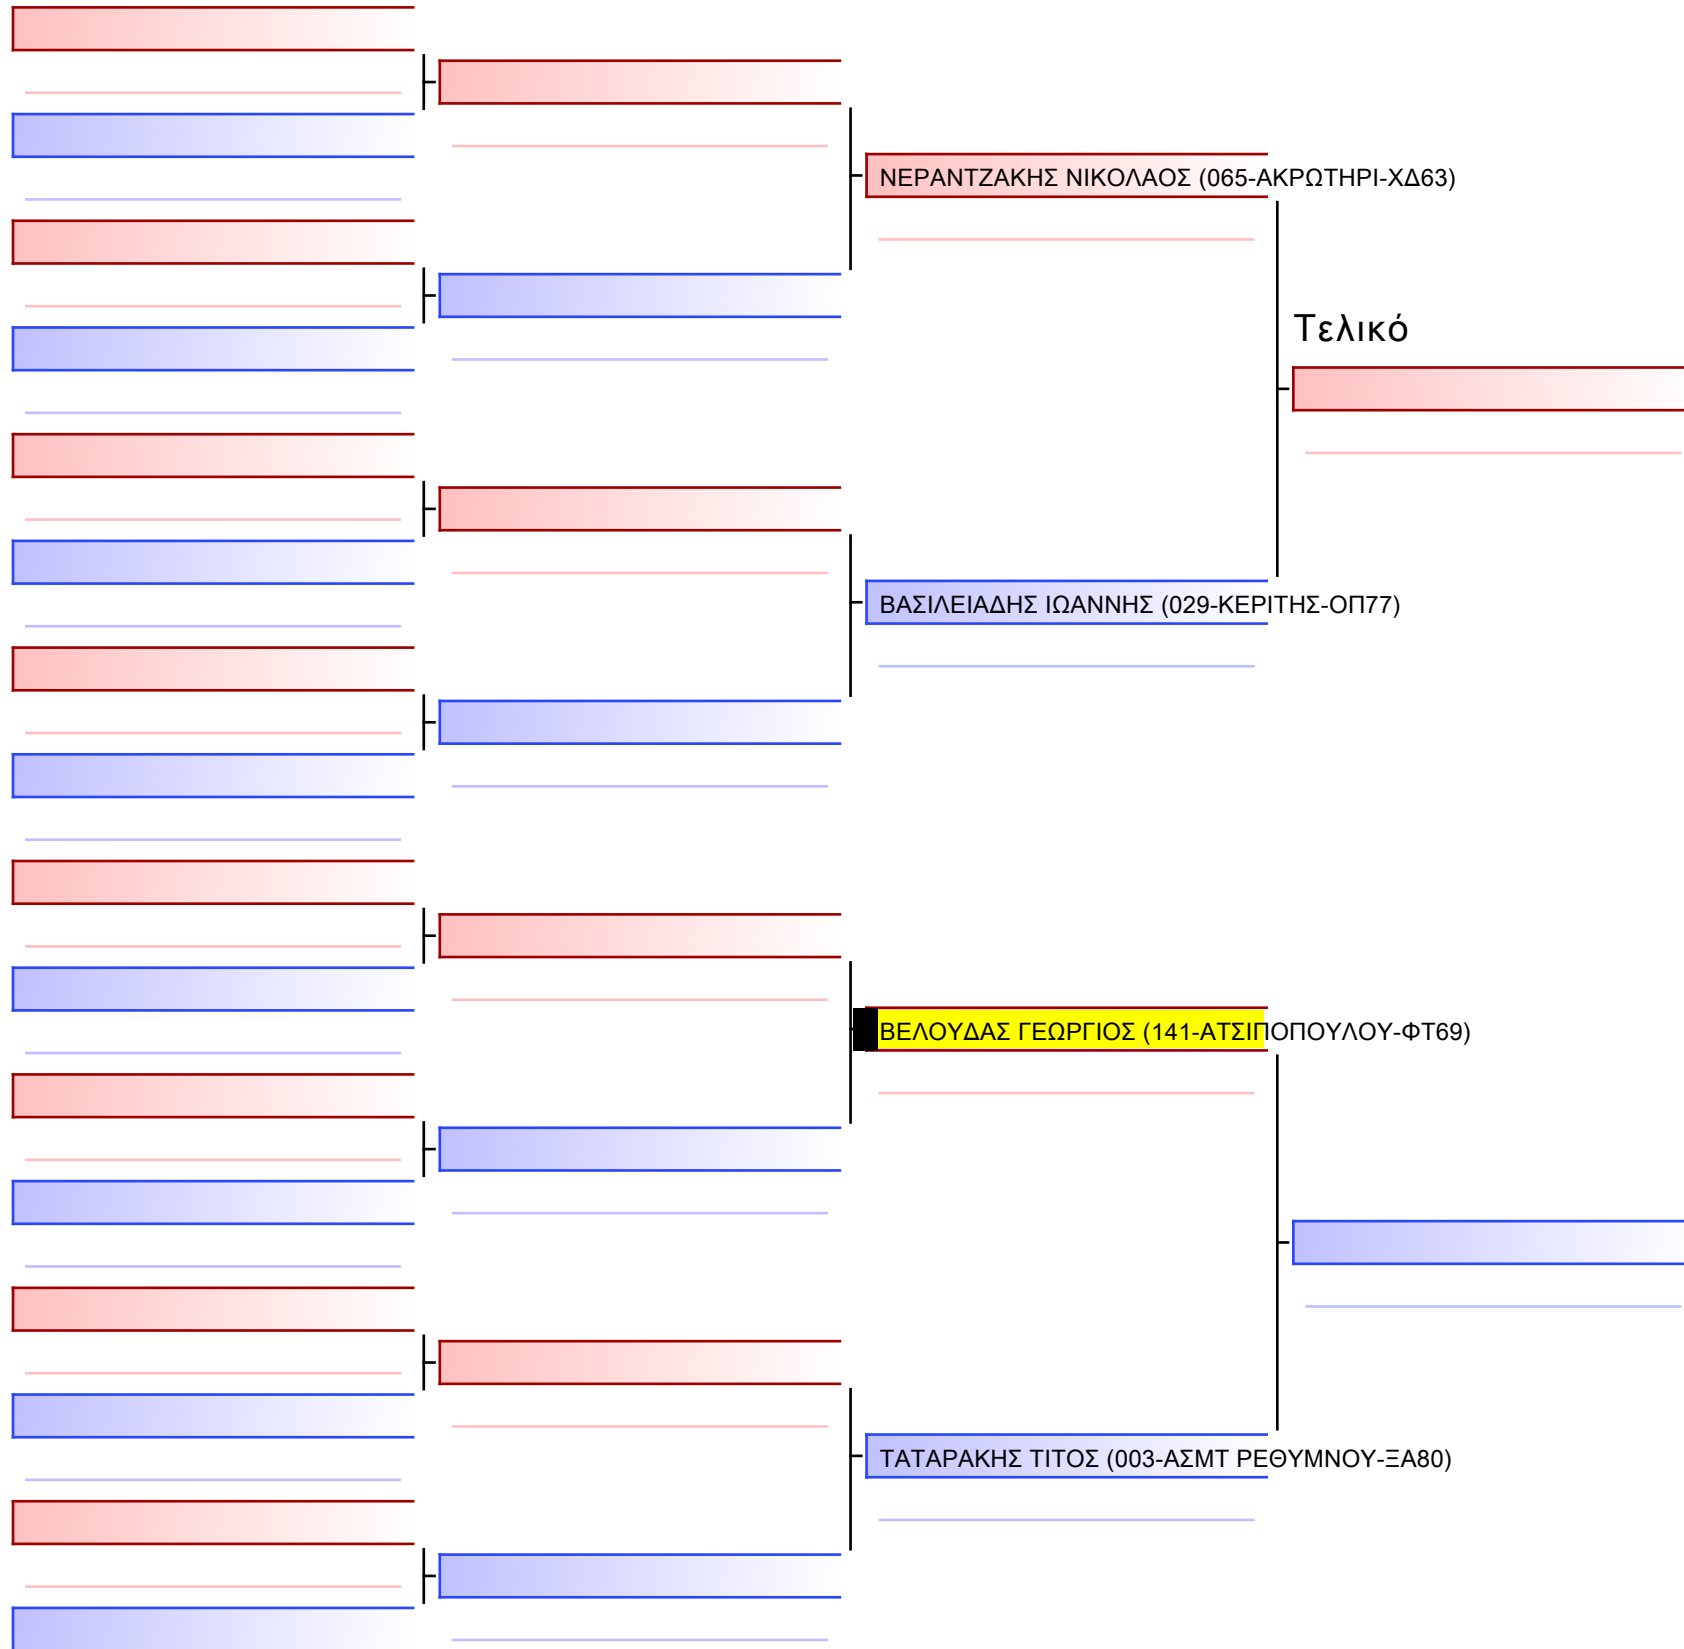 ΝΕΡΑΝΤΖΑΚΗΣ ΝΙΚΟΛΑΟΣ (065-ΑΚΡΩΤΗΡΙ-ΧΔ63)
Τελικό
ΒΑΣΙΛΕΙΑΔΗΣ ΙΩΑΝΝΗΣ (029-ΚΕΡΙΤΗΣ-ΟΠ77)
ΒΕΛΟΥΔΑΣ ΓΕΩΡΓΙΟΣ (141-ΑΤΣΙΠΟΠΟΥΛΟΥ-ΦΤ69)
ΤΑΤΑΡΑΚΗΣ ΤΙΤΟΣ (003-ΑΣΜΤ ΡΕΘΥΜΝΟΥ-ΞΑ80)